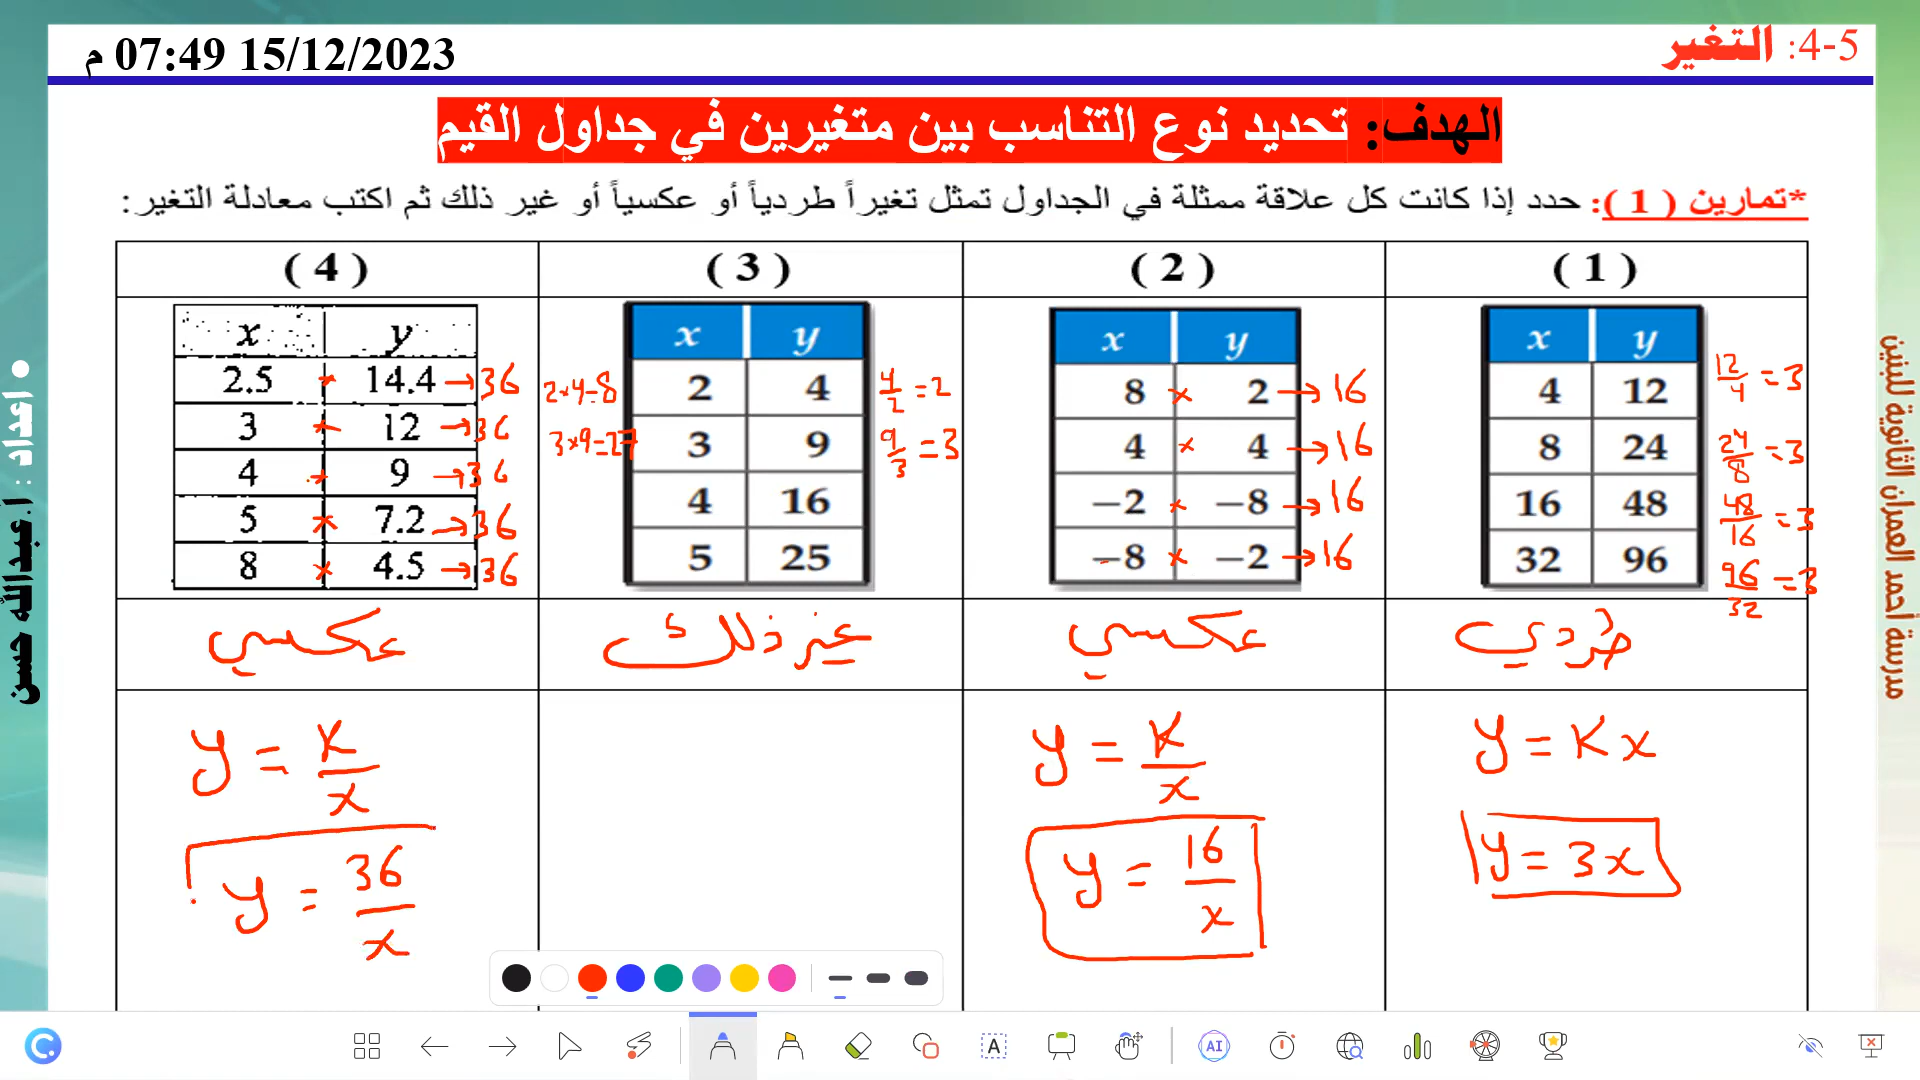 4-5: التغير
07:49 15/12/2023 م
الهدف: تحديد نوع التناسب بين متغيرين في جداول القيم
*تمارين ( 1 ): حدد إذا كانت كل علاقة ممثلة في الجداول تمثل تغيراً طردياً أو عكسياً أو غير ذلك ثم اكتب معادلة التغير:
( 1 )
x y
4 12 12/4 = 3
8 24 24/8 = 3
16 48 48/16 = 3
32 96 96/32 = 3
طردي
y = Kx
y = 3x
( 2 )
x y
8 × 2 → 16
4 × 4 → 16
−2 × −8 → 16
−8 × −2 → 16
عكسي
y = K/x
y = 16/x
( 3 )
x y
2×4=8 2 4 4/2 = 2
3×9=27 3 9 9/3 = 3
4 16
5 25
غير ذلك
( 4 )
x y
2.5 × 14.4 → 36
3 × 12 → 36
4 × 9 → 36
5 × 7.2 → 36
8 × 4.5 → 36
عكسي
y = K/x
y = 36/x
مدرسة أحمد العمران الثانوية للبنين
اعداد : أ.عبدالله حسن
A
AI